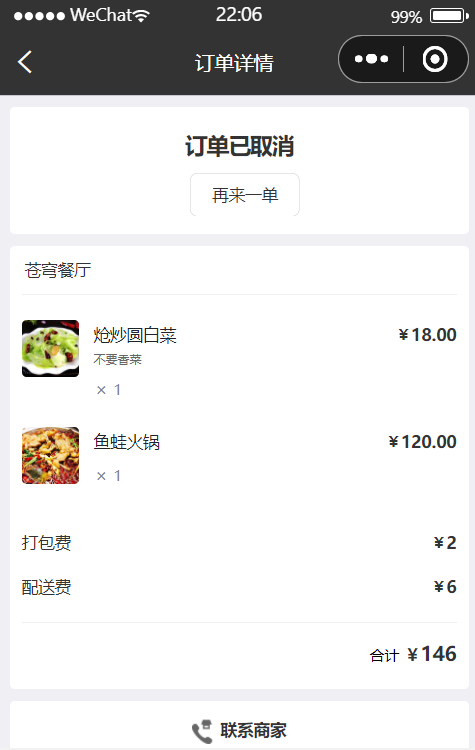 WeChat 22:06 99%
订单详情
订单已取消
再来一单
苍穹餐厅
炝炒圆白菜 ￥18.00
不要香菜
× 1
鱼蛙火锅 ￥120.00
× 1
打包费 ￥2
配送费 ￥6
合计 ￥146
联系商家